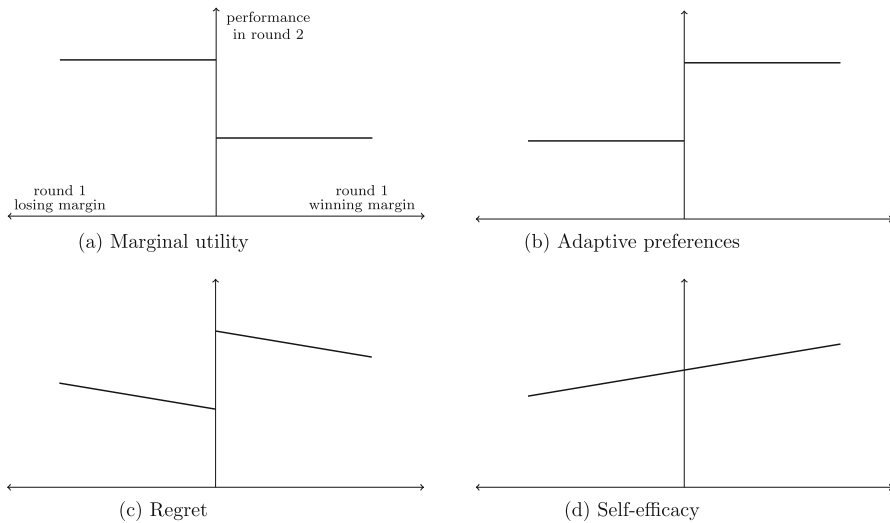 performance
in round 2
round 1
losing margin
round 1
winning margin
(a) Marginal utility
(b) Adaptive preferences
(c) Regret
(d) Self-efficacy